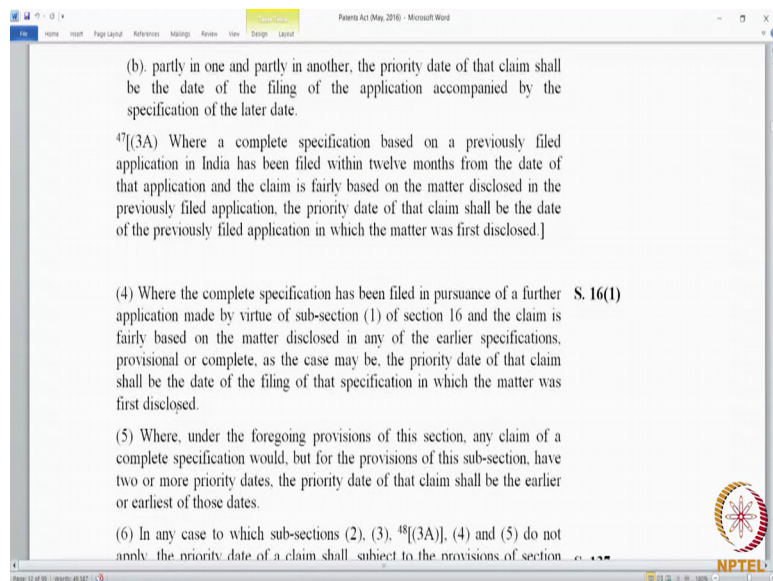 Patents Act (May, 2016) - Microsoft Word
File Home Insert Page Layout References Mailings Review View Design Layout
(b). partly in one and partly in another, the priority date of that claim shall
be the date of the filing of the application accompanied by the
specification of the later date.
47[(3A) Where a complete specification based on a previously filed
application in India has been filed within twelve months from the date of
that application and the claim is fairly based on the matter disclosed in the
previously filed application, the priority date of that claim shall be the date
of the previously filed application in which the matter was first disclosed.]
(4) Where the complete specification has been filed in pursuance of a further S. 16(1)
application made by virtue of sub-section (1) of section 16 and the claim is
fairly based on the matter disclosed in any of the earlier specifications,
provisional or complete, as the case may be, the priority date of that claim
shall be the date of the filing of that specification in which the matter was
first disclosed.
(5) Where, under the foregoing provisions of this section, any claim of a
complete specification would, but for the provisions of this sub-section, have
two or more priority dates, the priority date of that claim shall be the earlier
or earliest of those dates.
(6) In any case to which sub-sections (2), (3), 48[(3A)], (4) and (5) do not
apply, the priority date of a claim shall, subject to the provisions of section
NPTEL